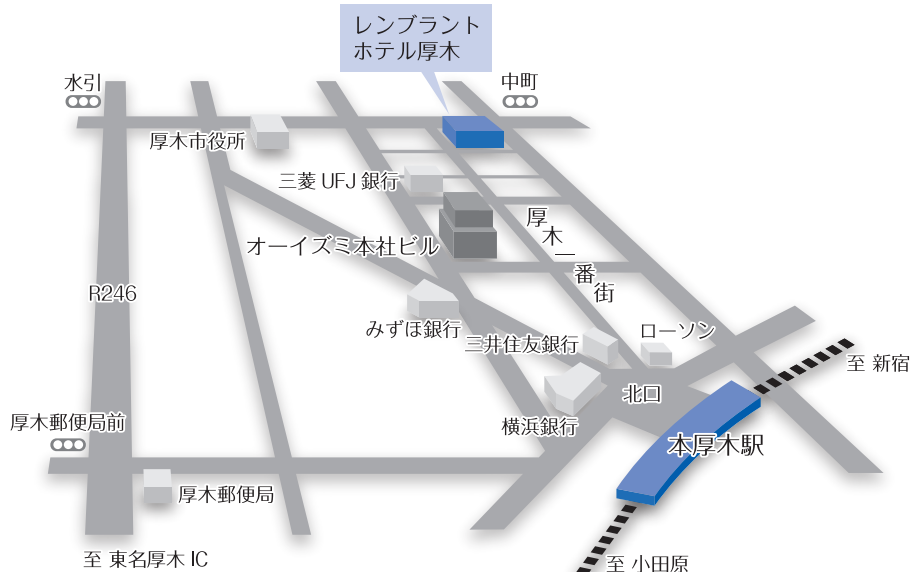 レンブラント
ホテル厚木
水引
中町
厚木市役所
三菱 UFJ 銀行
厚木一番街
オーイズミ本社ビル
R246
みずほ銀行
三井住友銀行
ローソン
至 新宿
北口
厚木郵便局前
横浜銀行
本厚木駅
厚木郵便局
至 東名厚木 IC
至 小田原